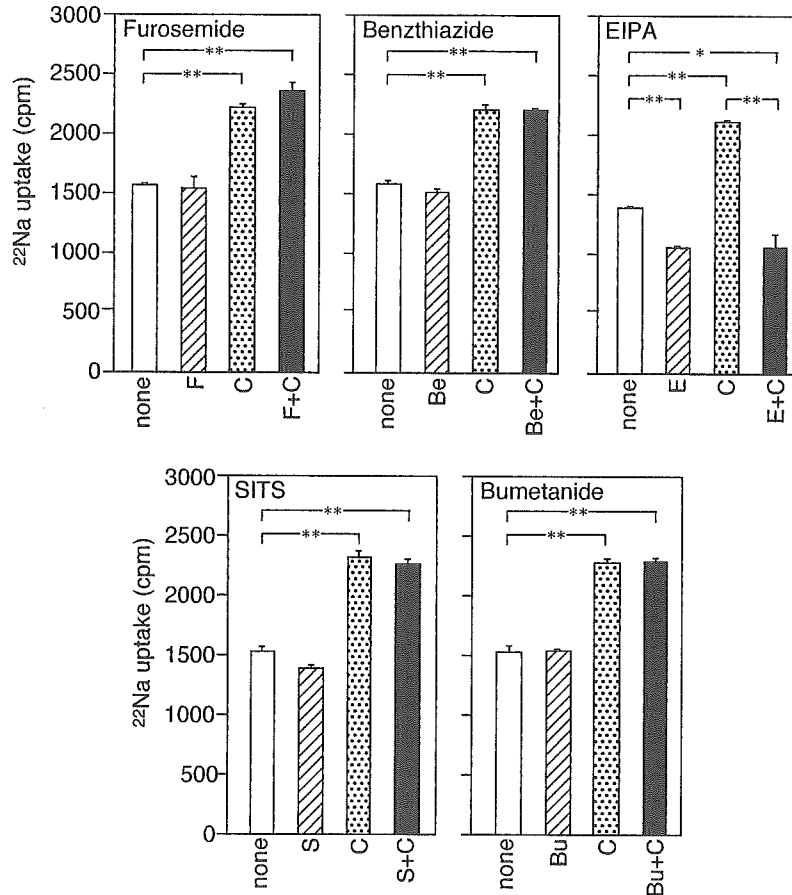 Furosemide
Benzthiazide
EIPA
3000
2500
2000
1500
1000
500
0
²²Na uptake (cpm)
**
**
**
**
*
**
**
**
none
F
C
F+C
none
Be
C
Be+C
none
E
C
E+C
SITS
Bumetanide
3000
2500
2000
1500
1000
500
0
²²Na uptake (cpm)
**
**
**
**
none
S
C
S+C
none
Bu
C
Bu+C